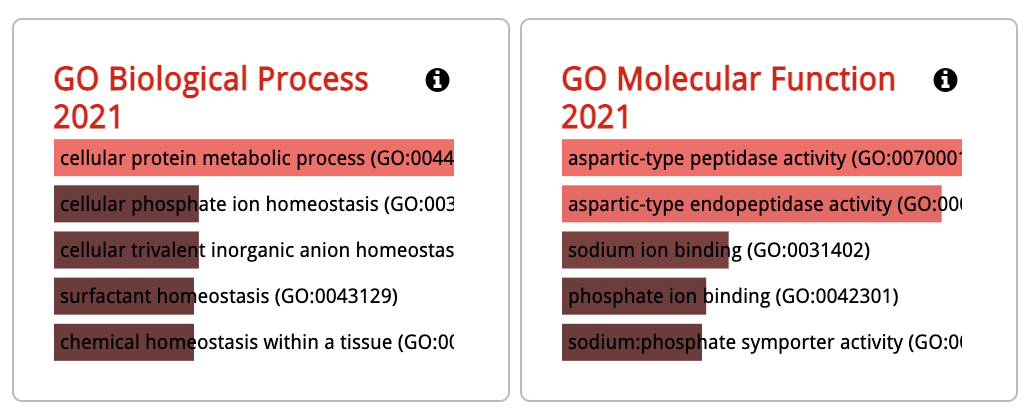 GO Biological Process
2021
cellular protein metabolic process (GO:0044
cellular phosphate ion homeostasis (GO:003
cellular trivalent inorganic anion homeostas
surfactant homeostasis (GO:0043129)
chemical homeostasis within a tissue (GO:00
GO Molecular Function
2021
aspartic-type peptidase activity (GO:0070001
aspartic-type endopeptidase activity (GO:000
sodium ion binding (GO:0031402)
phosphate ion binding (GO:0042301)
sodium:phosphate symporter activity (GO:00